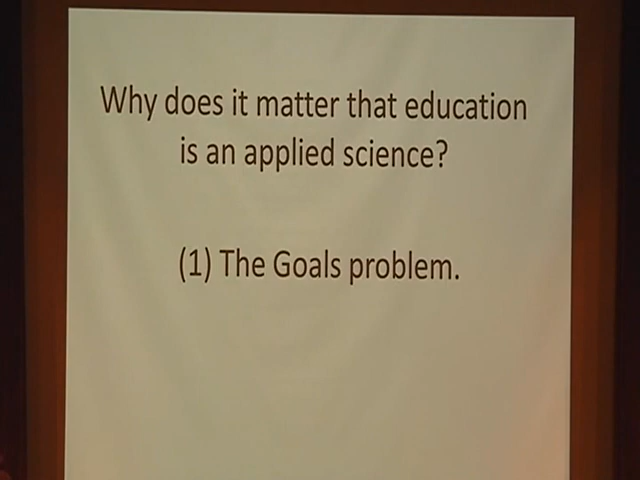 Why does it matter that education
is an applied science?
(1) The Goals problem.